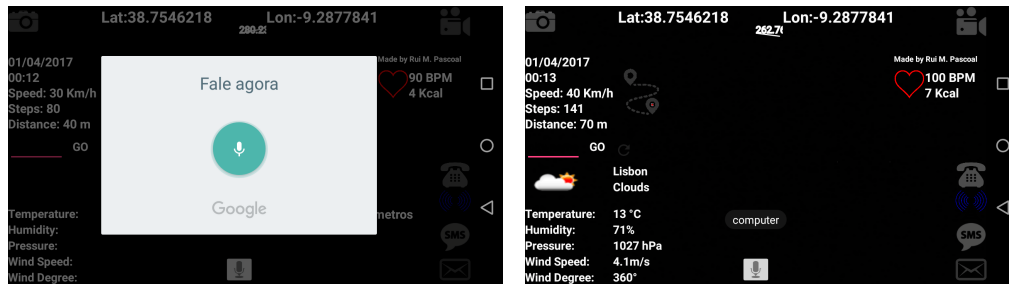 Lat:38.7546218 Lon:-9.2877841
Made by Rui M. Pascoal
01/04/2017
00:12
Speed: 30 Km/h
Steps: 80
Distance: 40 m
90 BPM
4 Kcal
GO
Fale agora
Google
metros
Temperature:
Humidity:
Pressure:
Wind Speed:
Wind Degree:
SMS
Lat:38.7546218 Lon:-9.2877841
Made by Rui M. Pascoal
01/04/2017
00:13
Speed: 40 Km/h
Steps: 141
Distance: 70 m
100 BPM
7 Kcal
GO
Lisbon
Clouds
Temperature: 13 °C
Humidity: 71%
Pressure: 1027 hPa
Wind Speed: 4.1m/s
Wind Degree: 360°
computer
SMS